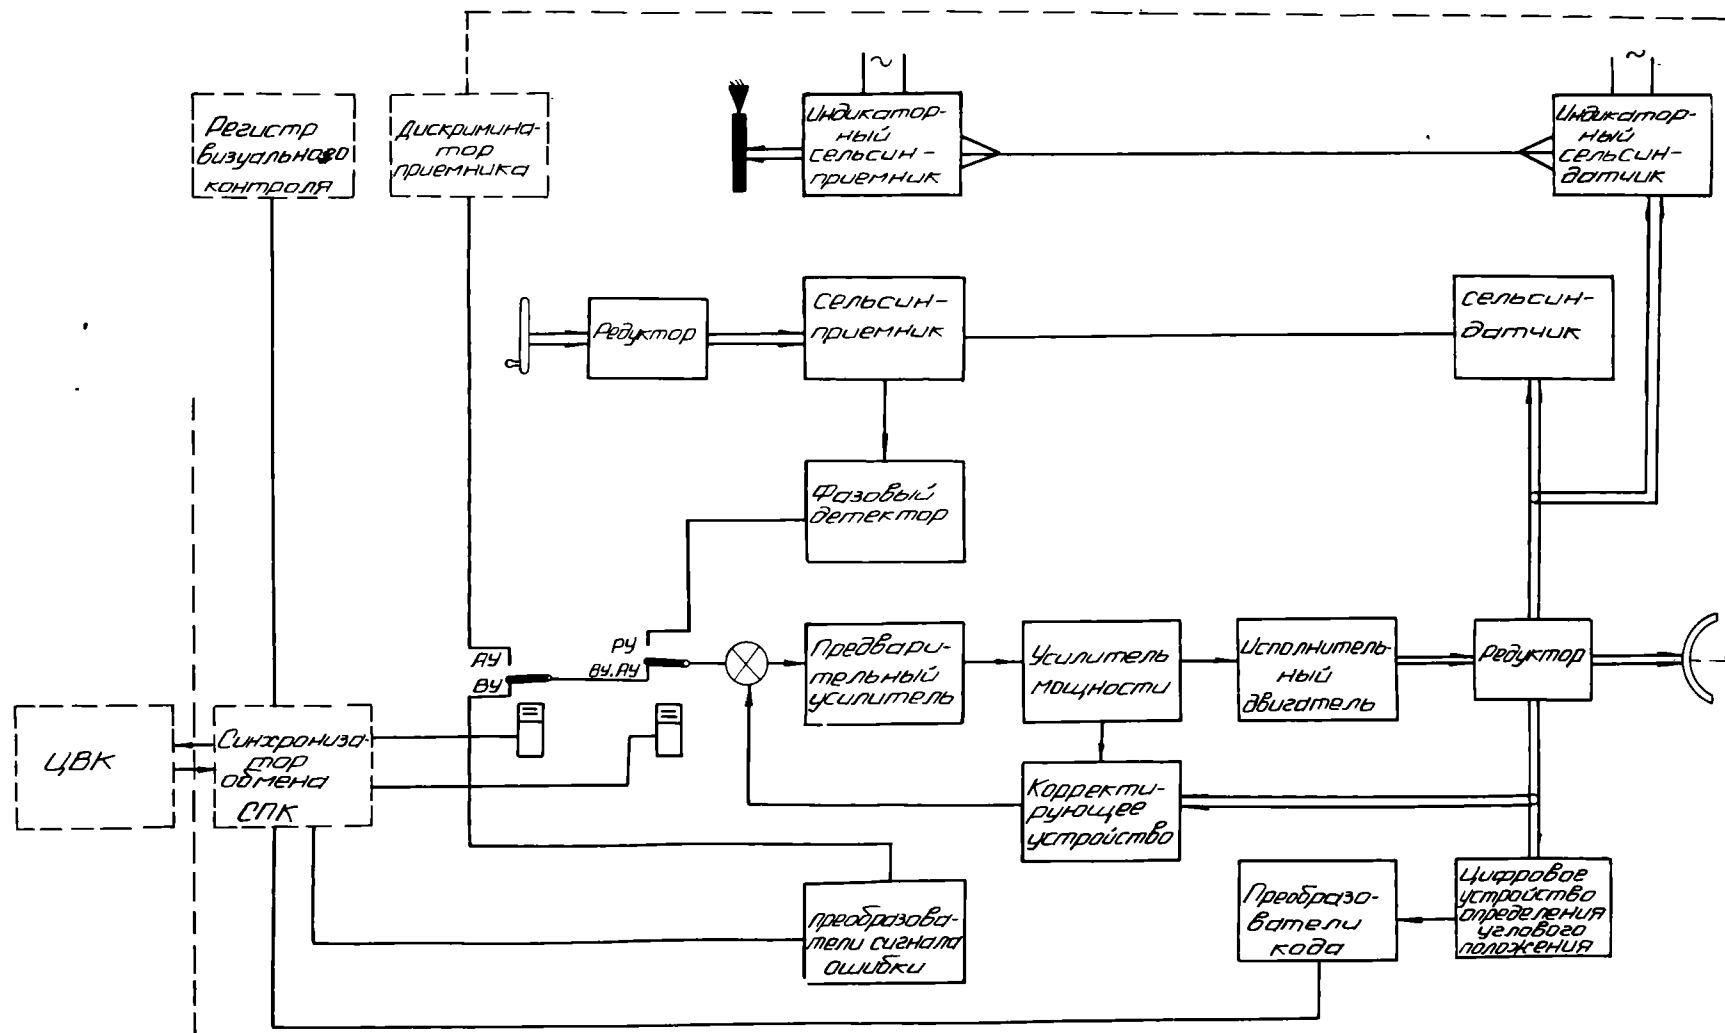 ~
~
Регистр
визуального
контроля
Дискримина-
тор
приемника
Индикатор-
ный
сельсин-
приемник
Индикатор-
ный
сельсин-
датчик
Редуктор
Сельсин-
приемник
Сельсин-
датчик
Фазовый
детектор
АУ
ВУ
РУ
ВУ.АУ
Предвари-
тельный
усилитель
Усилитель
мощности
Исполнитель-
ный
двигатель
Редуктор
ЦВК
Синхрониза-
тор
обмена
СПК
Корректи-
рующее
устройство
Преобразова-
тели сигнала
ошибки
Преобразо-
ватели
кода
Цифровое
устройство
определения
углового
положения